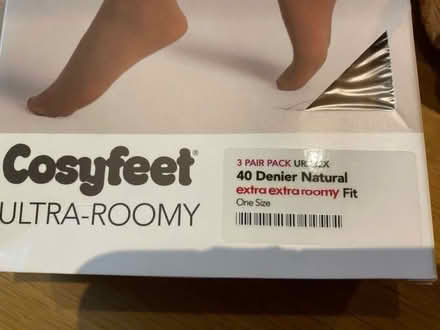 Cosyfeet®
ULTRA-ROOMY
3 PAIR PACK
40 Denier Natural
extra extra roomy Fit
One Size